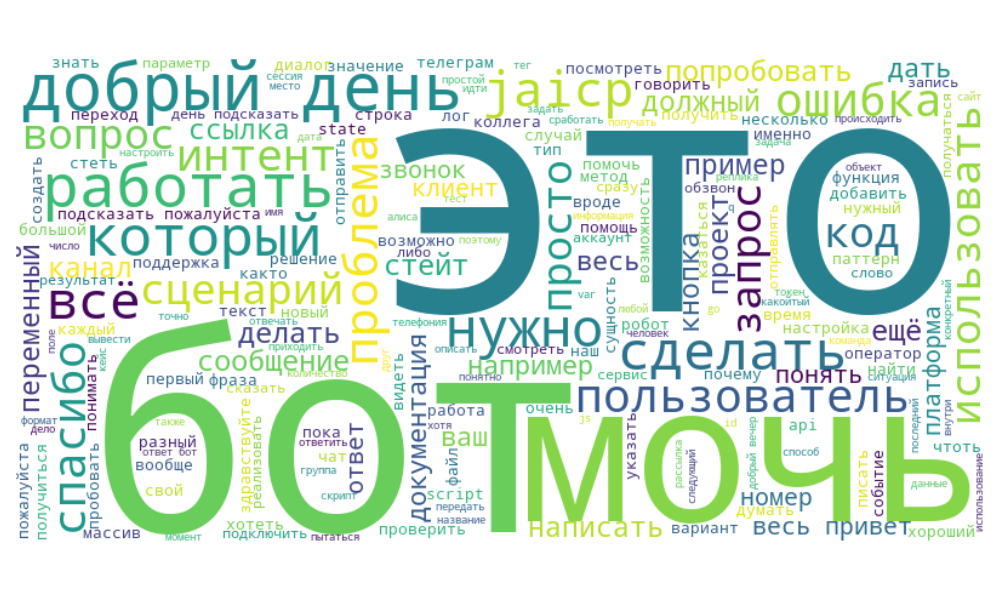 знать
параметр
диалог
значение
телеграм
тег
посмотреть
попробовать
дать
добрый день
сессия
место
простой
идти
jaicp
говорить
должный
ошибка
запись
сайт
переход
день подсказать
строка
лог
коллега
задать
сработать
получать
получить
несколько
происходить
вопрос
ссылка
state
случай
именно
задача
получаться
это
создать
стеть
настроить
интент
дата
отправить
проблема
звонок
тип
метод
помочь
сразу
пример
объект
функция
реплика
обзвон
q
добавить
нужный
использовать
работать
клиент
тест
вроде
просто
информация
помощь
аккаунт
возможность
казаться
проект
запрос
отправлять
код
паттерн
слово
подсказать пожалуйста
имя
алиса
большой
число
который
возможно
поэтому
либо
стейт
весь
сущность
кнопка
токен
какойтый
время
переменный
канал
поддержка
решение
както
результат
всё
сценарий
var
любой
go
человек
робот
команда
настройка
ещё
конкретный
текст
новый
телефония
отвечать
нужно
каждый
точно
поле
вывести
делать
приходить
описать
смотреть
наш
сделать
оператор
платформа
кейс
понимать
сообщение
количество
друг
видеть
понятно
например
сервис
почему
понять
ситуация
найти
спасибо
первый
фраза
сказать
пользователь
формат
дело
также
бот
мочь
документация
работа
хотя
очень
js
указать
id
добрый вечер
api
последний
внутри
разный
ответ бот
пока
ответить
ответ
ваш
способ
чтоть
пожалуйста
получиться
пробовать
вообще
здравствуйте
реализовать
чат
группа
файл
рассылка
следующий
писать
событие
свой
скрипт
script
номер
данные
использование
передать
название
думать
массив
хотеть
момент
подключить
пытаться
проверить
написать
вариант
весь
привет
хороший